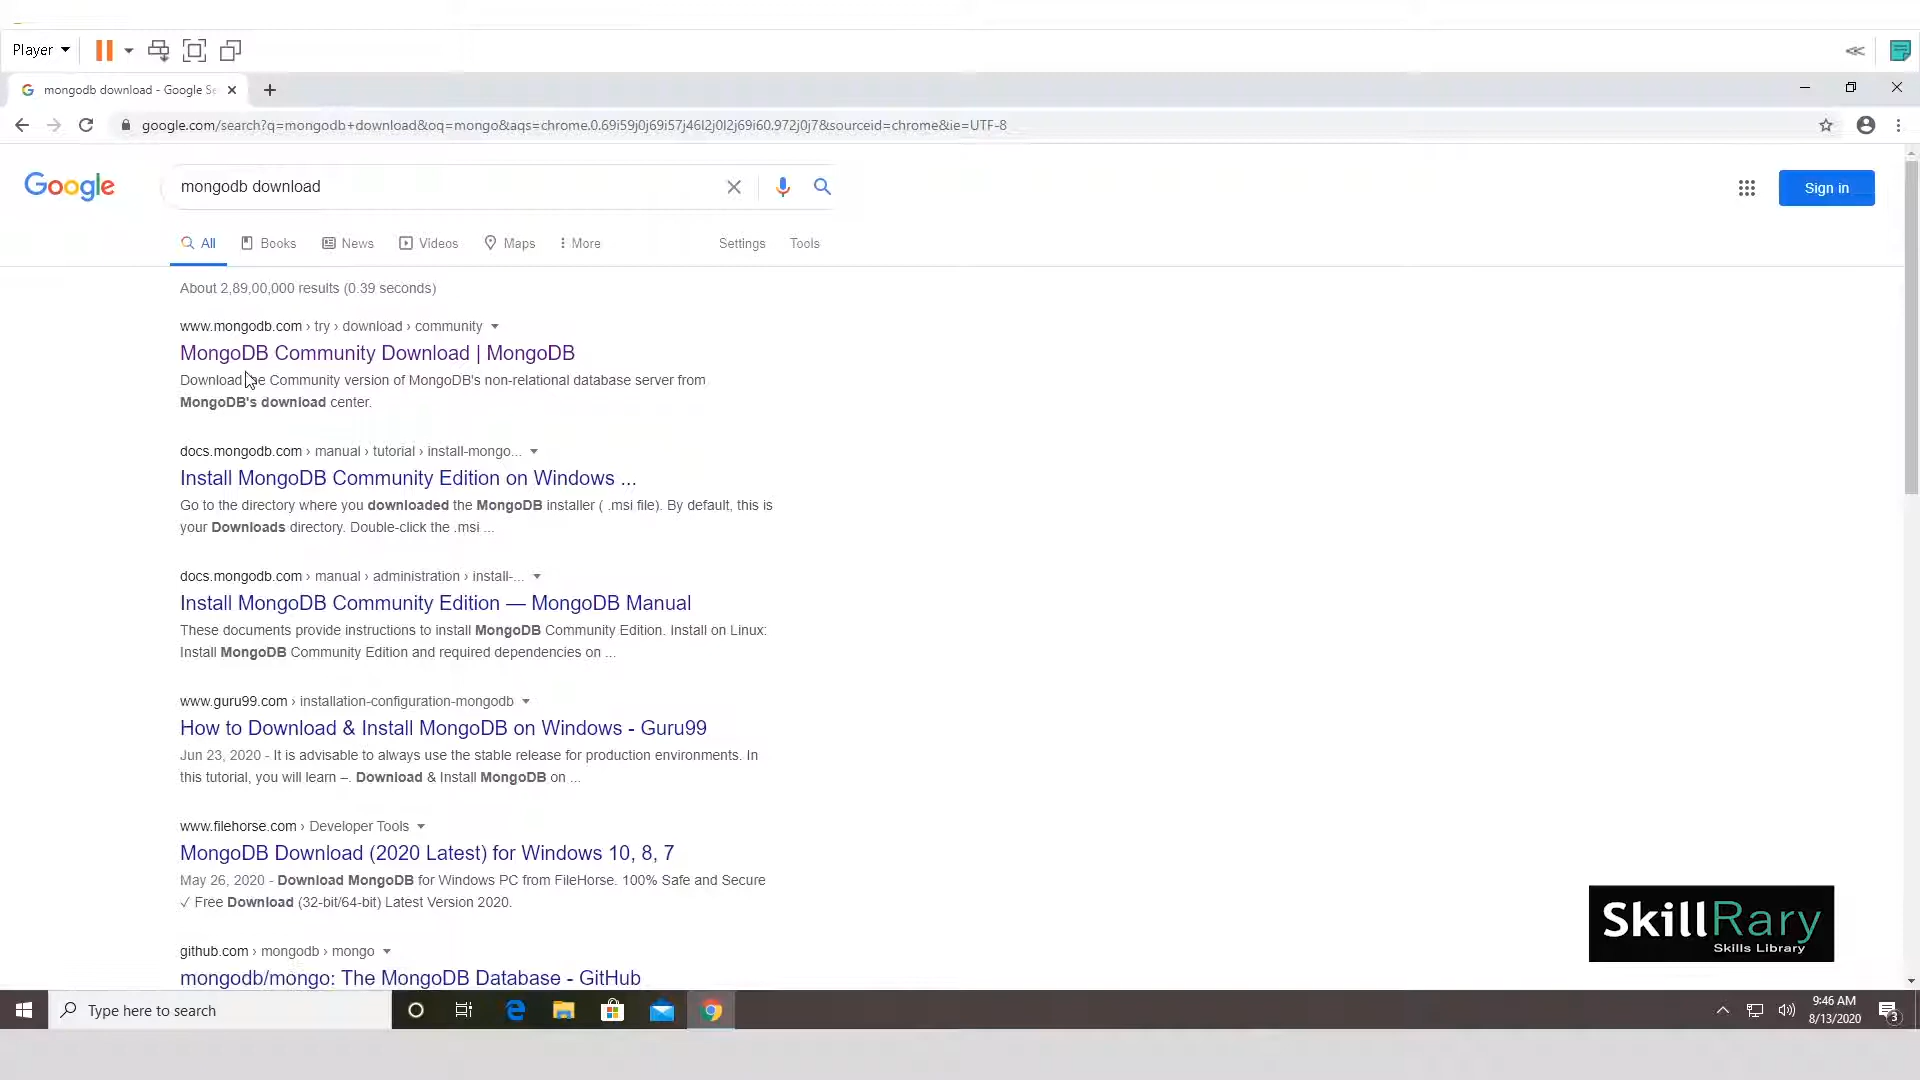 Player
mongodb download - Google Se
google.com/search?q=mongodb+download&oq=mongo&aqs=chrome.0.69i59j0j69i57j46l2j0l2j69i60.972j0j7&sourceid=chrome&ie=UTF-8
Google
mongodb download
Sign in
All Books News Videos Maps More Settings Tools
About 2,89,00,000 results (0.39 seconds)
www.mongodb.com › try › download › community
MongoDB Community Download | MongoDB
Download Community version of MongoDB's non-relational database server from
MongoDB's download center.
docs.mongodb.com › manual › tutorial › install-mongo...
Install MongoDB Community Edition on Windows ...
Go to the directory where you downloaded the MongoDB installer ( .msi file). By default, this is
your Downloads directory. Double-click the .msi ...
docs.mongodb.com › manual › administration › install-...
Install MongoDB Community Edition — MongoDB Manual
These documents provide instructions to install MongoDB Community Edition. Install on Linux:
Install MongoDB Community Edition and required dependencies on ...
www.guru99.com › installation-configuration-mongodb
How to Download & Install MongoDB on Windows - Guru99
Jun 23, 2020 - It is advisable to always use the stable release for production environments. In
this tutorial, you will learn –. Download & Install MongoDB on ...
www.filehorse.com › Developer Tools
MongoDB Download (2020 Latest) for Windows 10, 8, 7
May 26, 2020 - Download MongoDB for Windows PC from FileHorse. 100% Safe and Secure
✓ Free Download (32-bit/64-bit) Latest Version 2020.
github.com › mongodb › mongo
mongodb/mongo: The MongoDB Database - GitHub
SkillRary
Skills Library
Type here to search
9:46 AM
8/13/2020
3